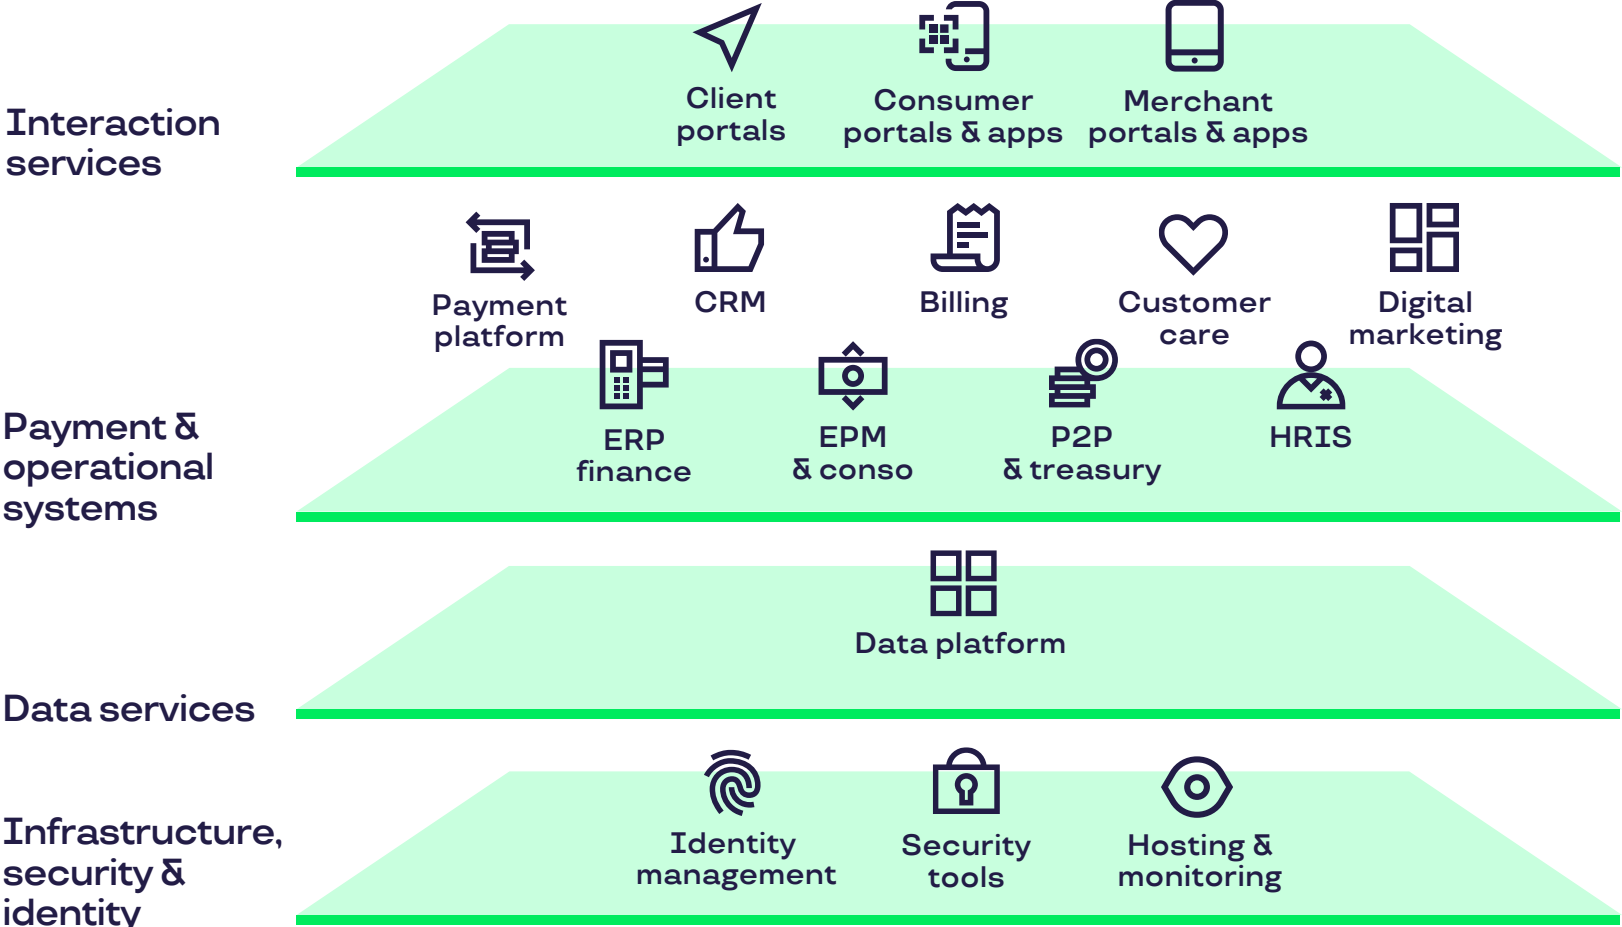 Interaction
services
Client
portals
Consumer
portals & apps
Merchant
portals & apps
Payment &
operational
systems
Payment
platform
CRM
Billing
Customer
care
Digital
marketing
ERP
finance
EPM
& conso
P2P
& treasury
HRIS
Data services
Data platform
Infrastructure,
security &
identity
Identity
management
Security
tools
Hosting &
monitoring